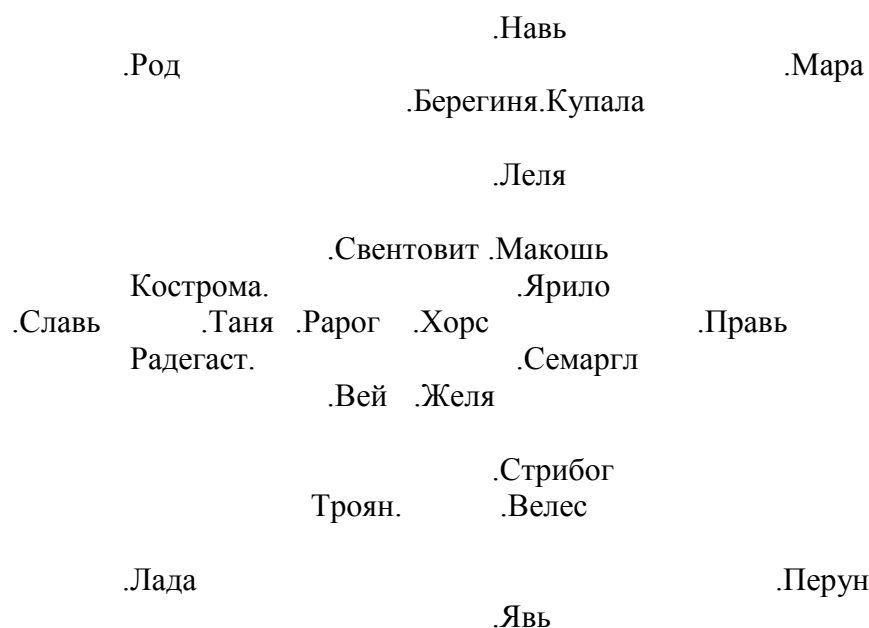 .Навь
.Род .Мара
.Берегиня.Купала
.Леля
.Свентовит .Макошь
Кострома. .Ярило
.Славь .Таня .Рарог .Хорс .Правь
Радегаст. .Семаргл
.Вей .Желя
.Стрибог
Троян. .Велес
.Лада .Перун
.Явь